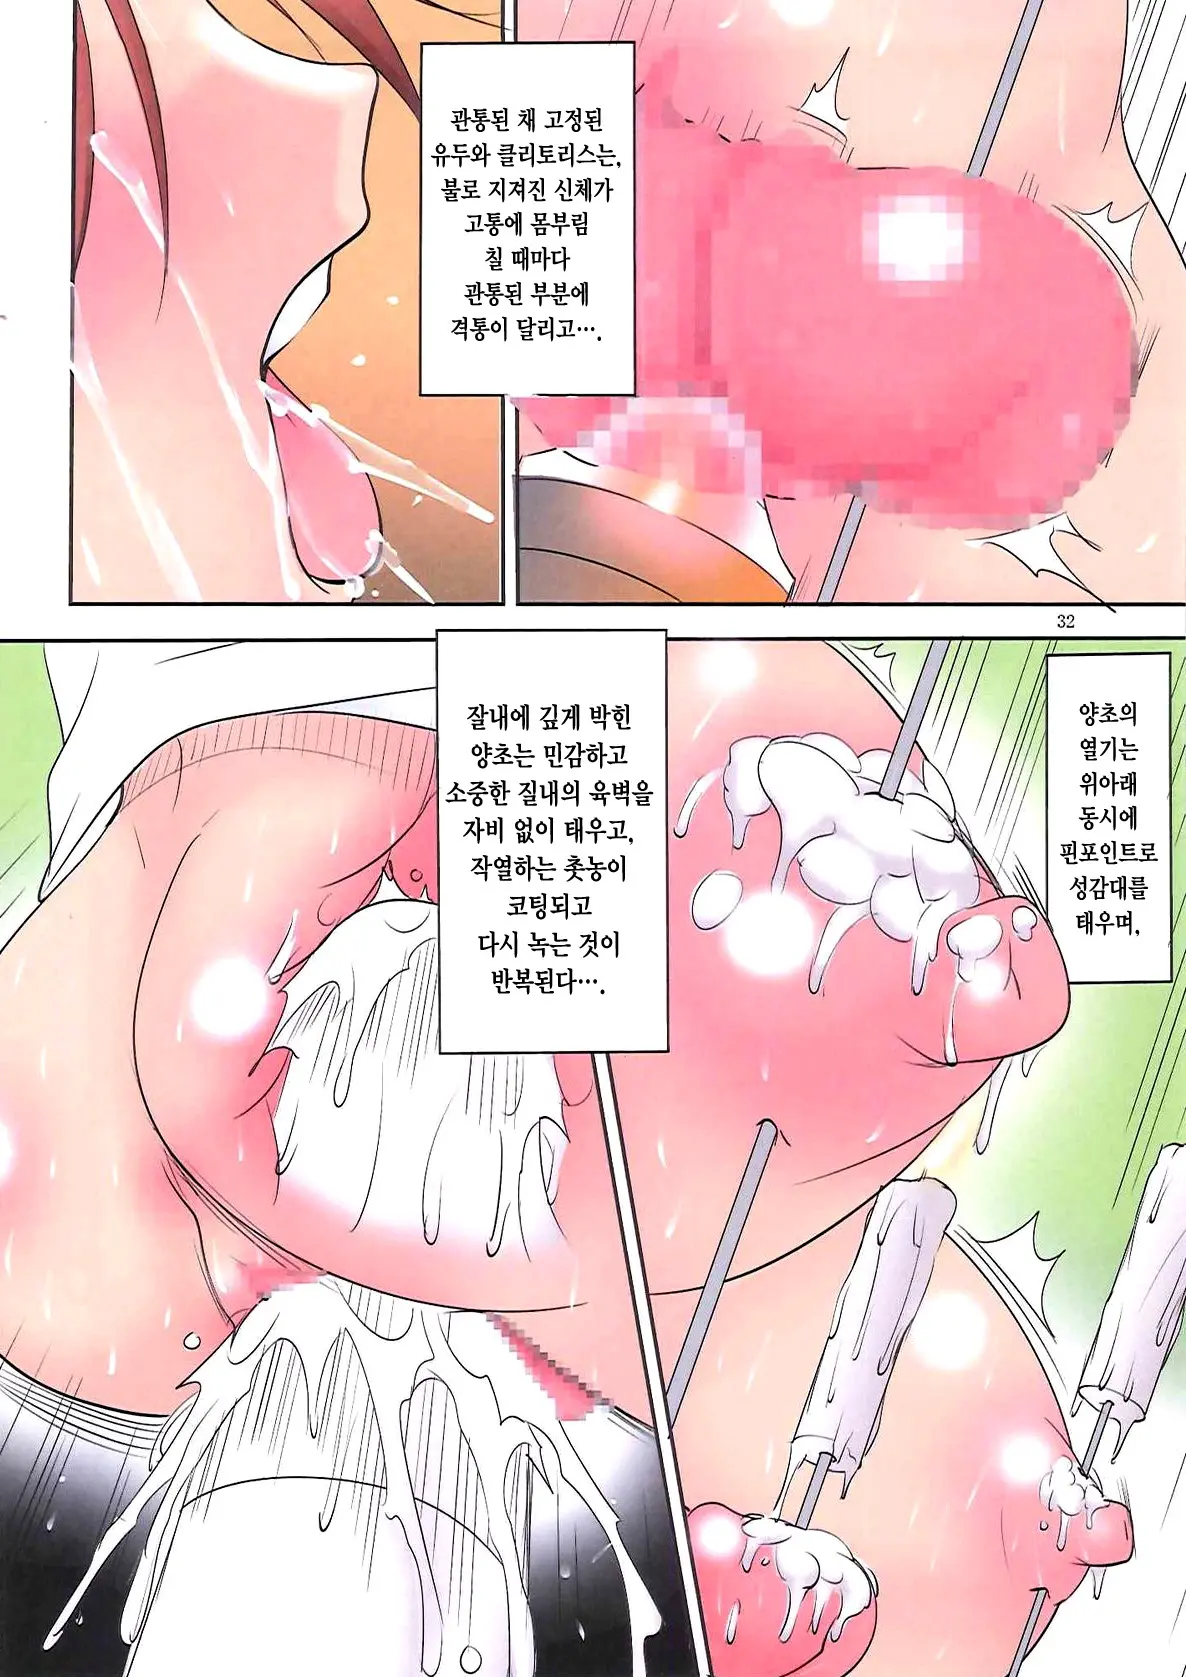 관통된 채 고정된
유두와 클리토리스는,
불로 지져진 신체가
고통에 몸부림
칠 때마다
관통된 부분에
격통이 달리고….
32
양초의
열기는
위아래
동시에
핀포인트로
성감대를
태우며,
잘내에 깊게 박힌
양초는 민감하고
소중한 질내의 육벽을
자비 없이 태우고,
작열하는 촛농이
코팅되고
다시 녹는 것이
반복된다….